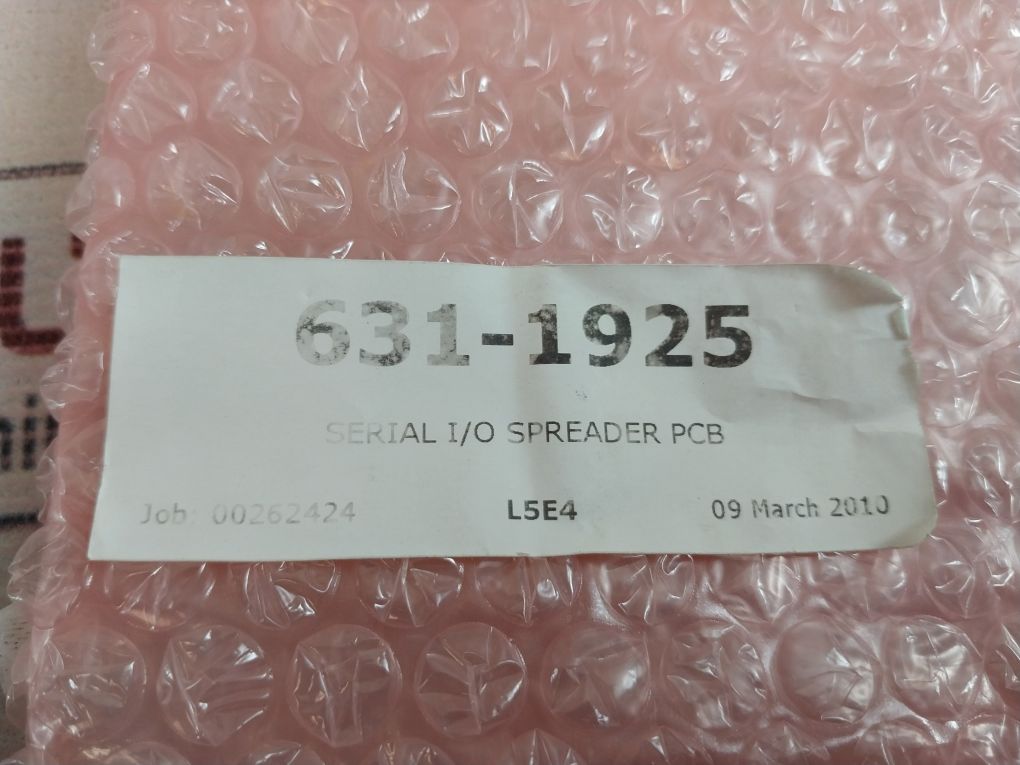 631-1925
SERIAL I/O SPREADER PCB
Job: 00262424 L5E4 09 March 2010